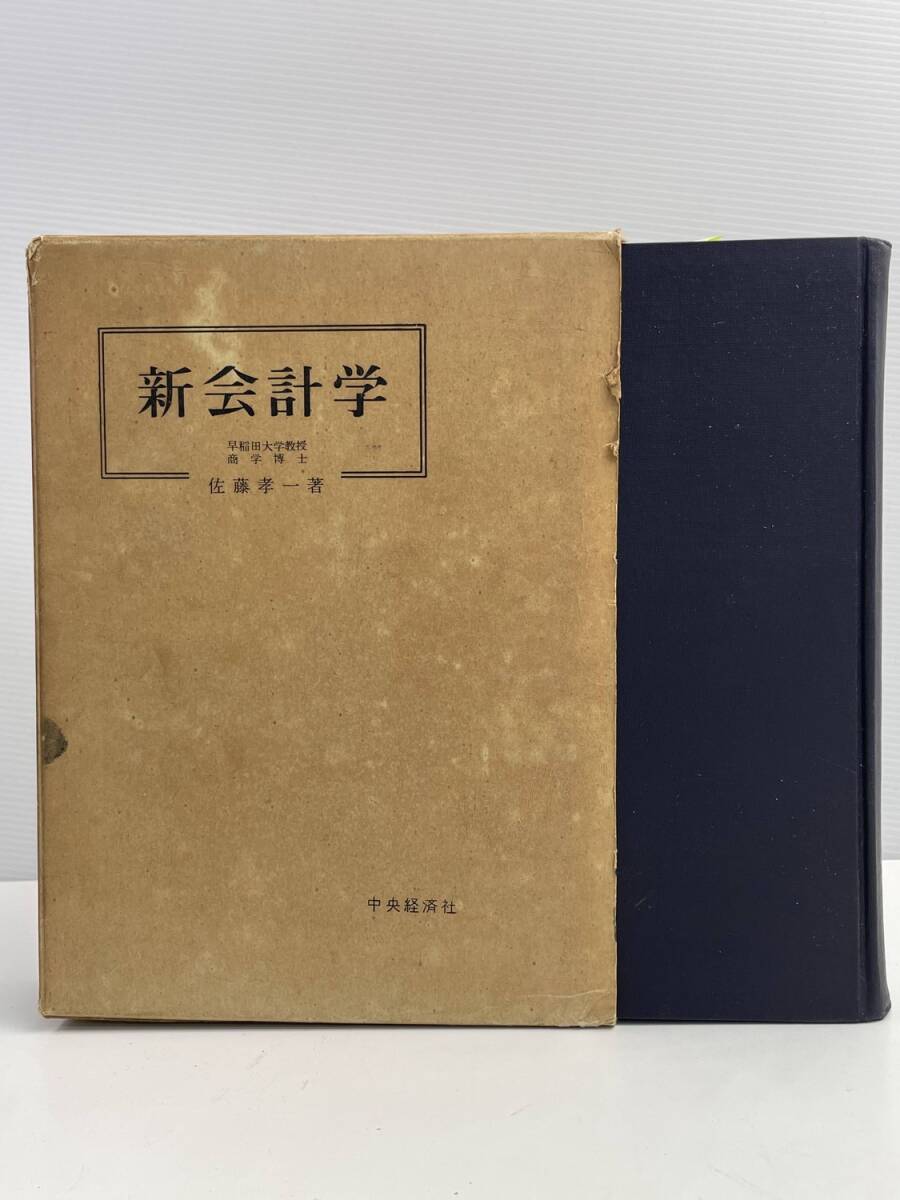 新会計学
早稲田大学教授
商学博士
佐藤孝一著
中央経済社